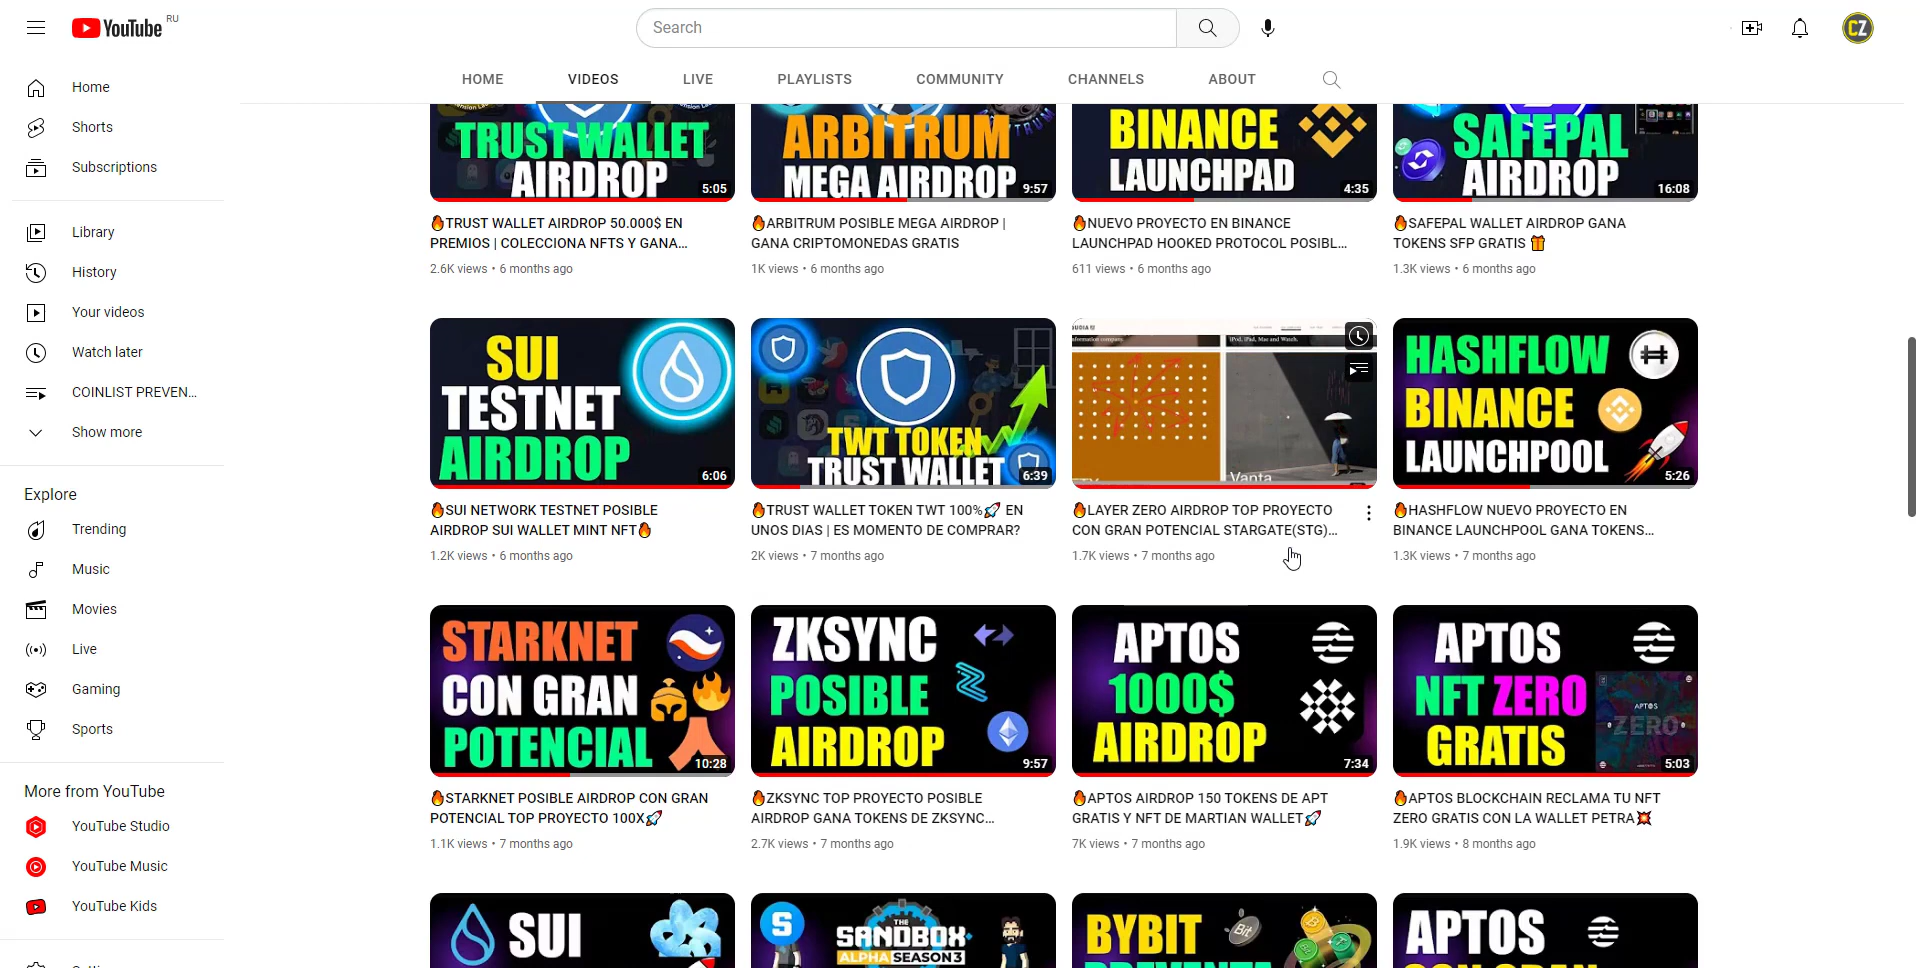 YouTube RU
Search
CZ
HOME VIDEOS LIVE PLAYLISTS COMMUNITY CHANNELS ABOUT
Home
Shorts
Subscriptions
Library
History
Your videos
Watch later
COINLIST PREVEN...
Show more
Explore
Trending
Music
Movies
Live
Gaming
Sports
More from YouTube
YouTube Studio
YouTube Music
YouTube Kids
TRUST WALLET
AIRDROP
5:05
🔥TRUST WALLET AIRDROP 50.000$ EN
PREMIOS | COLECCIONA NFTS Y GANA...
2.6K views • 6 months ago
ARBITRUM
MEGA AIRDROP
9:57
🔥ARBITRUM POSIBLE MEGA AIRDROP |
GANA CRIPTOMONEDAS GRATIS
1K views • 6 months ago
BINANCE
LAUNCHPAD
4:35
🔥NUEVO PROYECTO EN BINANCE
LAUNCHPAD HOOKED PROTOCOL POSIBL...
611 views • 6 months ago
SAFEPAL
AIRDROP
16:08
🔥SAFEPAL WALLET AIRDROP GANA
TOKENS SFP GRATIS 🎁
1.3K views • 6 months ago
SUI
TESTNET
AIRDROP
6:06
🔥SUI NETWORK TESTNET POSIBLE
AIRDROP SUI WALLET MINT NFT🔥
1.2K views • 6 months ago
TWT TOKEN
TRUST WALLET
6:39
🔥TRUST WALLET TOKEN TWT 100%🚀 EN
UNOS DIAS | ES MOMENTO DE COMPRAR?
2K views • 7 months ago
iPod, iPad, Mac and Watch.
Vanta
🔥LAYER ZERO AIRDROP TOP PROYECTO
CON GRAN POTENCIAL STARGATE(STG)...
1.7K views • 7 months ago
HASHFLOW
BINANCE
LAUNCHPOOL
5:26
🔥HASHFLOW NUEVO PROYECTO EN
BINANCE LAUNCHPOOL GANA TOKENS...
1.3K views • 7 months ago
STARKNET
CON GRAN
POTENCIAL
10:28
🔥STARKNET POSIBLE AIRDROP CON GRAN
POTENCIAL TOP PROYECTO 100X🚀
1.1K views • 7 months ago
ZKSYNC
POSIBLE
AIRDROP
9:57
🔥ZKSYNC TOP PROYECTO POSIBLE
AIRDROP GANA TOKENS DE ZKSYNC...
2.7K views • 7 months ago
APTOS
1000$
AIRDROP
7:34
🔥APTOS AIRDROP 150 TOKENS DE APT
GRATIS Y NFT DE MARTIAN WALLET🚀
7K views • 7 months ago
APTOS
NFT ZERO
GRATIS
APTOS
ZERO
5:03
🔥APTOS BLOCKCHAIN RECLAMA TU NFT
ZERO GRATIS CON LA WALLET PETRA💥
1.9K views • 8 months ago
SUI
S
THE
SANDBOX
ALPHA SEASON 3
BYBIT
Bit
APTOS